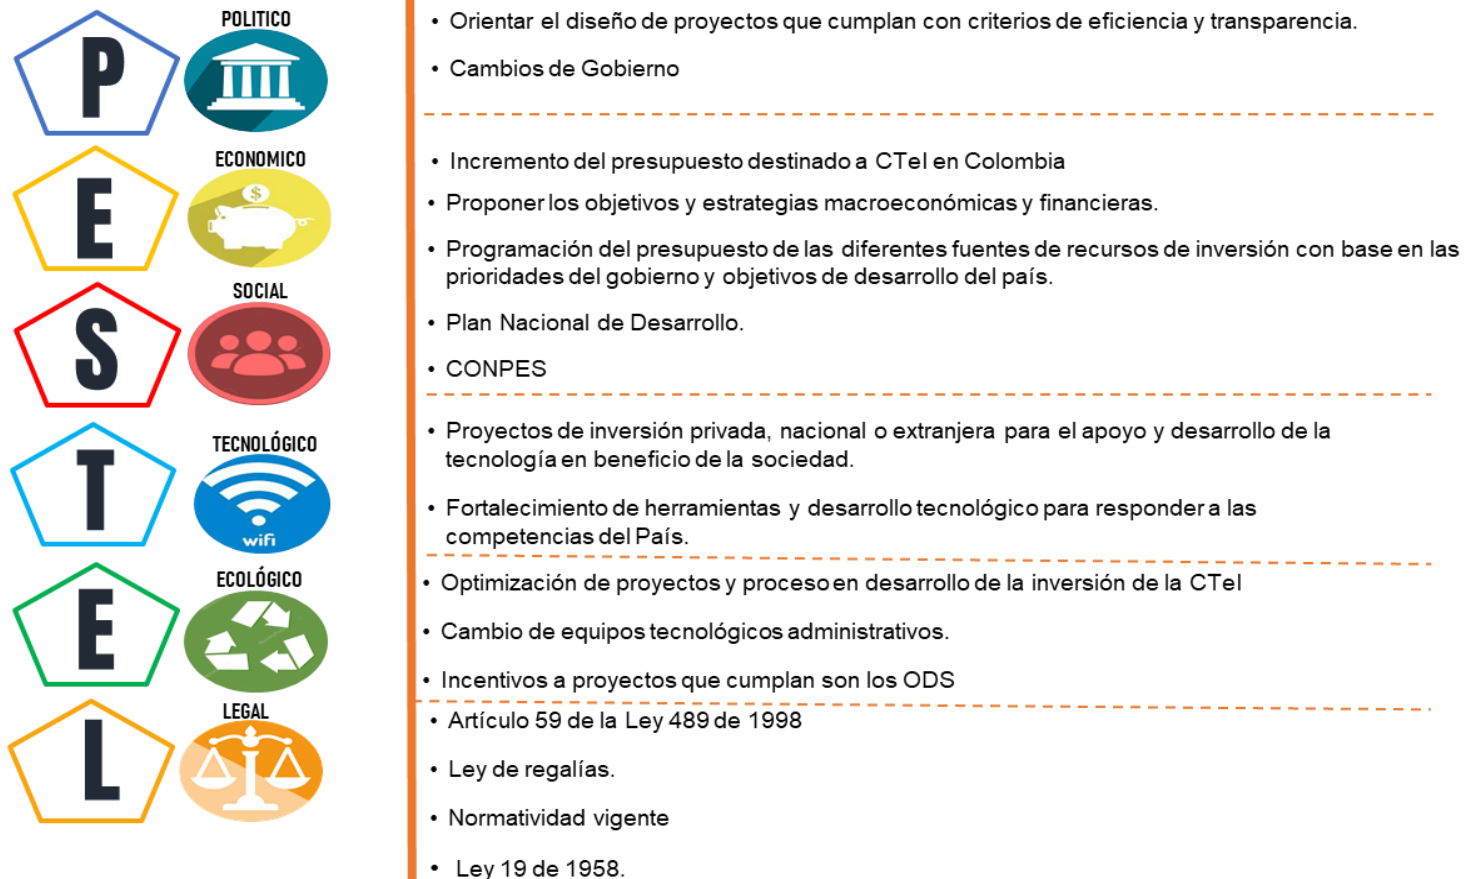 P
POLITICO
• Orientar el diseño de proyectos que cumplan con criterios de eficiencia y transparencia.
• Cambios de Gobierno
E
ECONOMICO
$
• Incremento del presupuesto destinado a CTel en Colombia
• Proponer los objetivos y estrategias macroeconómicas y financieras.
• Programación del presupuesto de las diferentes fuentes de recursos de inversión con base en las
prioridades del gobierno y objetivos de desarrollo del país.
S
SOCIAL
• Plan Nacional de Desarrollo.
• CONPES
T
TECNOLÓGICO
wifi
• Proyectos de inversión privada, nacional o extranjera para el apoyo y desarrollo de la
tecnología en beneficio de la sociedad.
• Fortalecimiento de herramientas y desarrollo tecnológico para responder a las
competencias del País.
E
ECOLÓGICO
• Optimización de proyectos y proceso en desarrollo de la inversión de la CTel
• Cambio de equipos tecnológicos administrativos.
• Incentivos a proyectos que cumplan son los ODS
L
LEGAL
• Artículo 59 de la Ley 489 de 1998
• Ley de regalías.
• Normatividad vigente
• Ley 19 de 1958.